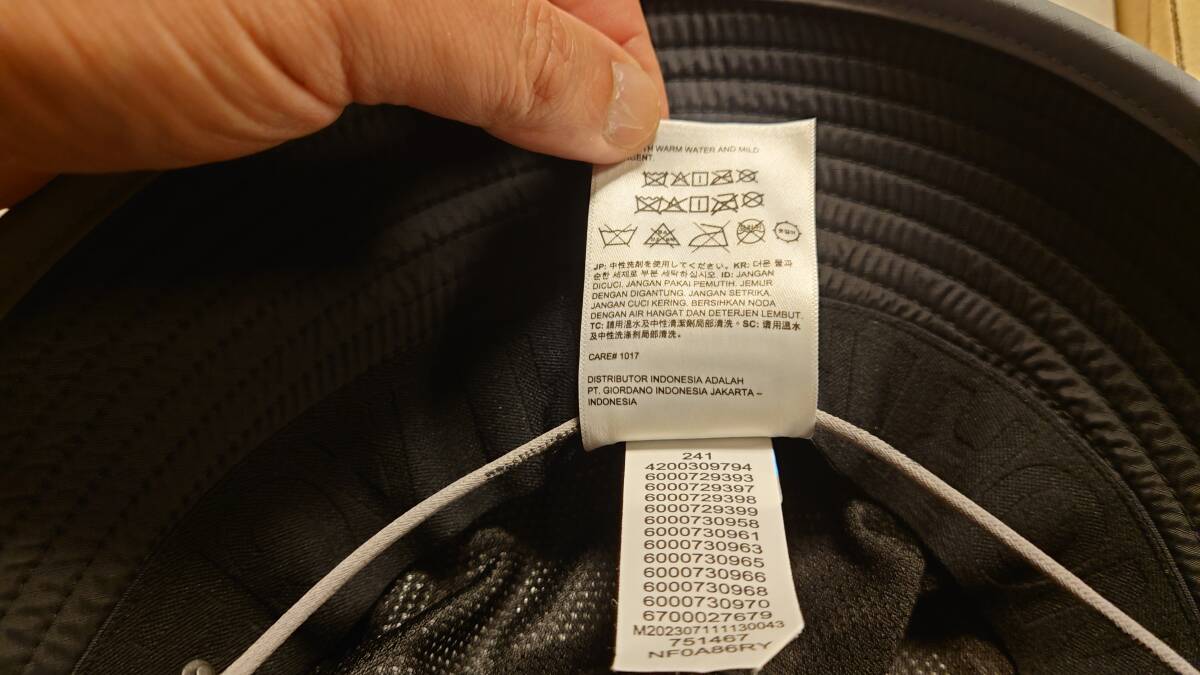 WARM WATER AND MILD
JP: 中性洗剤を使用してください。 KR: 더운 물과
순한 세제로 부분 세탁하십시오. ID: JANGAN
DICUCI. JANGAN PAKAI PEMUTIH. JEMUR
DENGAN DIGANTUNG. JANGAN SETRIKA.
JANGAN CUCI KERING. BERSIHKAN NODA
DENGAN AIR HANGAT DAN DETERJEN LEMBUT.
TC: 請用溫水及中性清潔劑局部清洗。 SC: 请用温水
及中性洗涤剂局部清洗。
CARE# 1017
DISTRIBUTOR INDONESIA ADALAH
PT. GIORDANO INDONESIA JAKARTA –
INDONESIA
241
4200309794
6000729393
6000729397
6000729398
6000729399
6000730958
6000730961
6000730963
6000730965
6000730966
6000730968
6000730970
6700027679
M202307111130043
751467
NF0A86RY